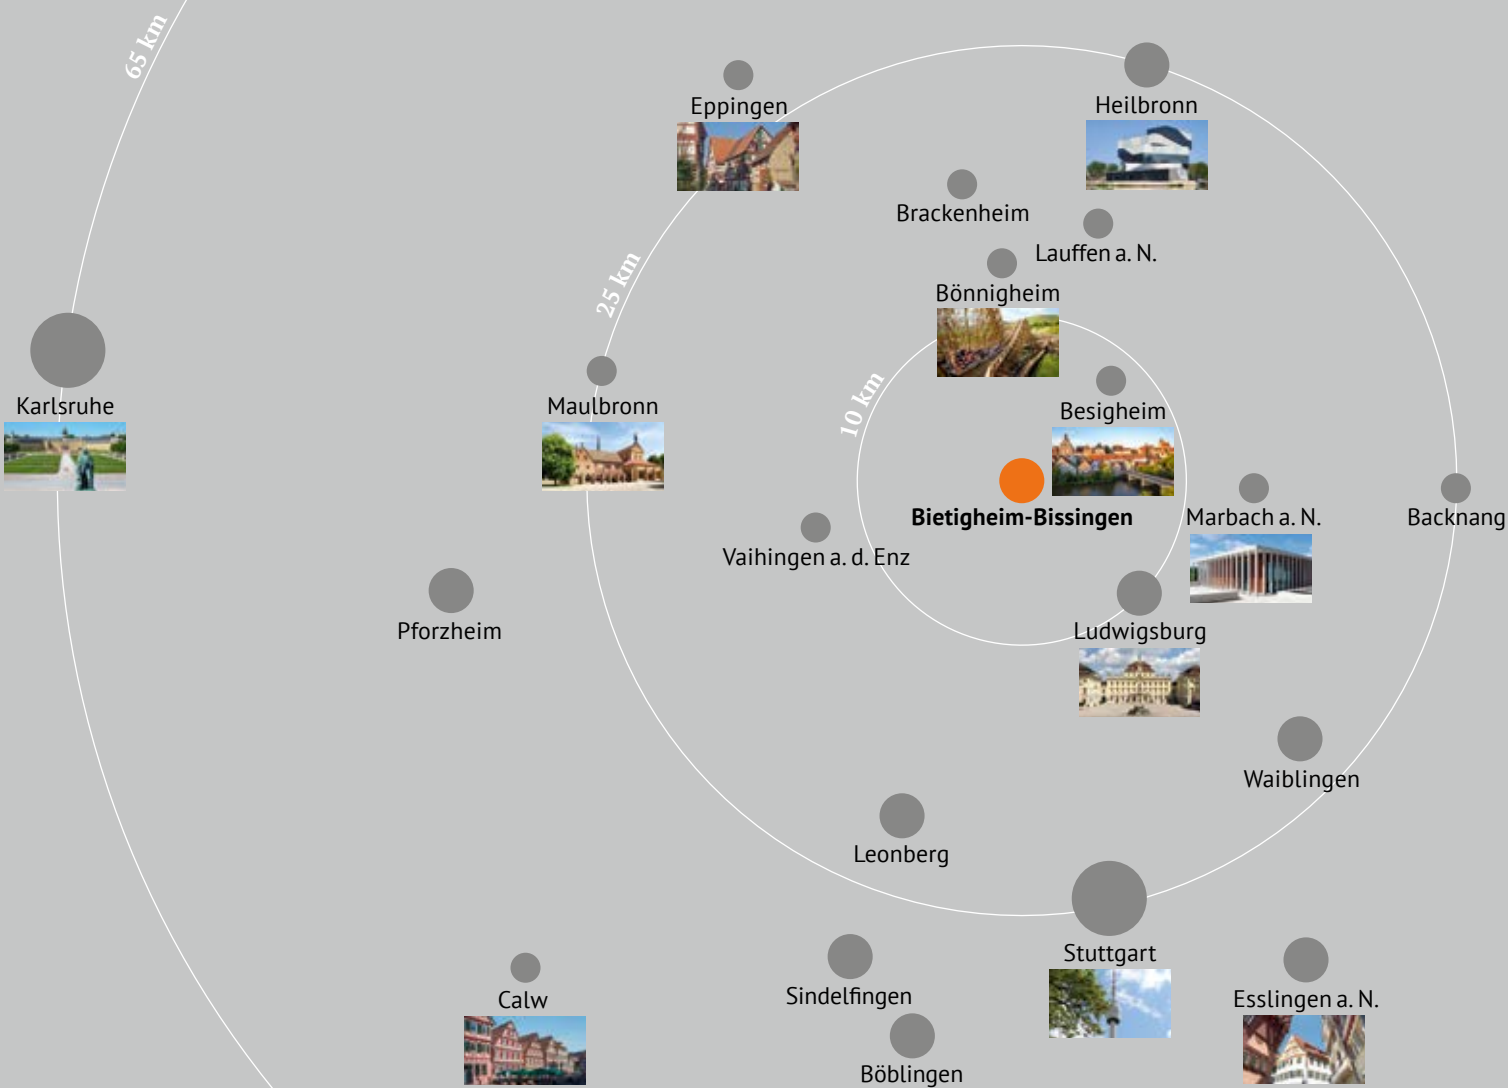 65 km
Eppingen
Heilbronn
Brackenheim
Lauffen a. N.
25 km
Bönnigheim
10 km
Karlsruhe
Maulbronn
Besigheim
Bietigheim-Bissingen
Marbach a. N.
Backnang
Vaihingen a. d. Enz
Pforzheim
Ludwigsburg
Waiblingen
Leonberg
Stuttgart
Sindelfingen
Calw
Esslingen a. N.
Böblingen